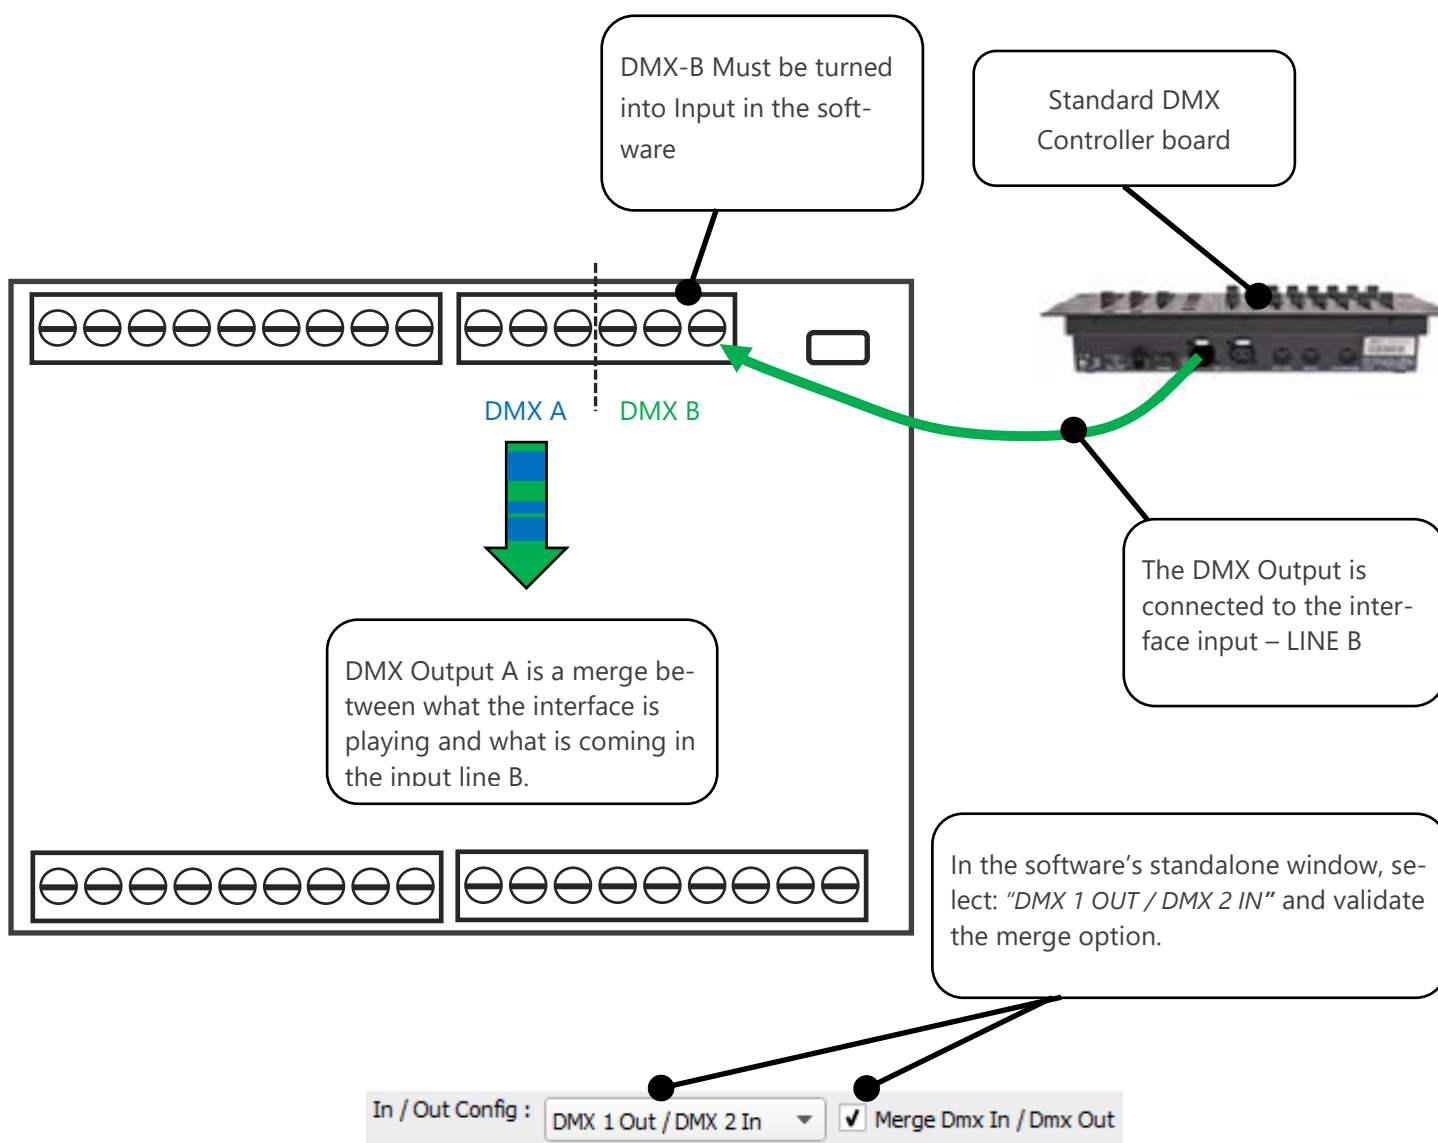 DMX-B Must be turned
into Input in the soft-
ware
Standard DMX
Controller board
DMX A
DMX B
The DMX Output is
connected to the inter-
face input – LINE B
DMX Output A is a merge be-
tween what the interface is
playing and what is coming in
the input line B.
In the software’s standalone window, se-
lect: “DMX 1 OUT / DMX 2 IN” and validate
the merge option.
In / Out Config :
DMX 1 Out / DMX 2 In
Merge Dmx In / Dmx Out